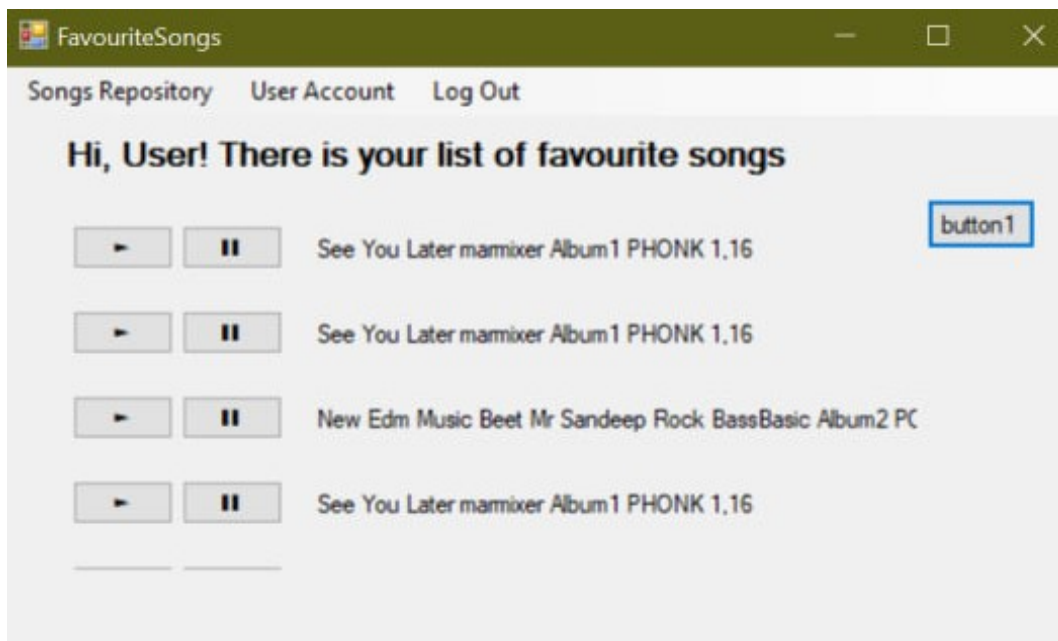 FavouriteSongs
Songs Repository User Account Log Out
Hi, User! There is your list of favourite songs
button1
See You Later marmixer Album1 PHONK 1,16
See You Later marmixer Album1 PHONK 1,16
New Edm Music Beet Mr Sandeep Rock BassBasic Album2 PO
See You Later marmixer Album1 PHONK 1,16